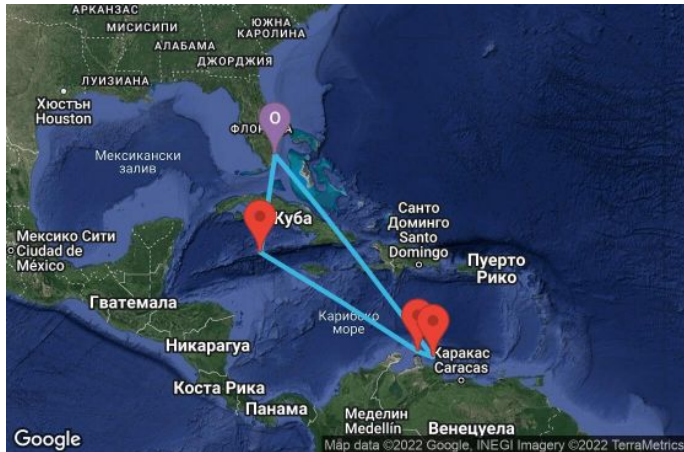 АРКАНЗАС
МИСИСИПИ
АЛАБАМА
ДЖОРДЖИЯ
ЮЖНА
КАРОЛИНА
ЛУИЗИАНА
Хюстън
Houston
О
Мексикански
залив
Куба
Санто
Доминго
Santo
Domingo
Пуерто
Рико
Мексико Сити
Ciudad de
México
Гватемала
Карибско
море
Никарагуа
Каракас
Caracas
Коста Рика
Панама
Меделин
Medellín
Венецуела
Google
Map data ©2022 Google, INEGI Imagery ©2022 TerraMetrics